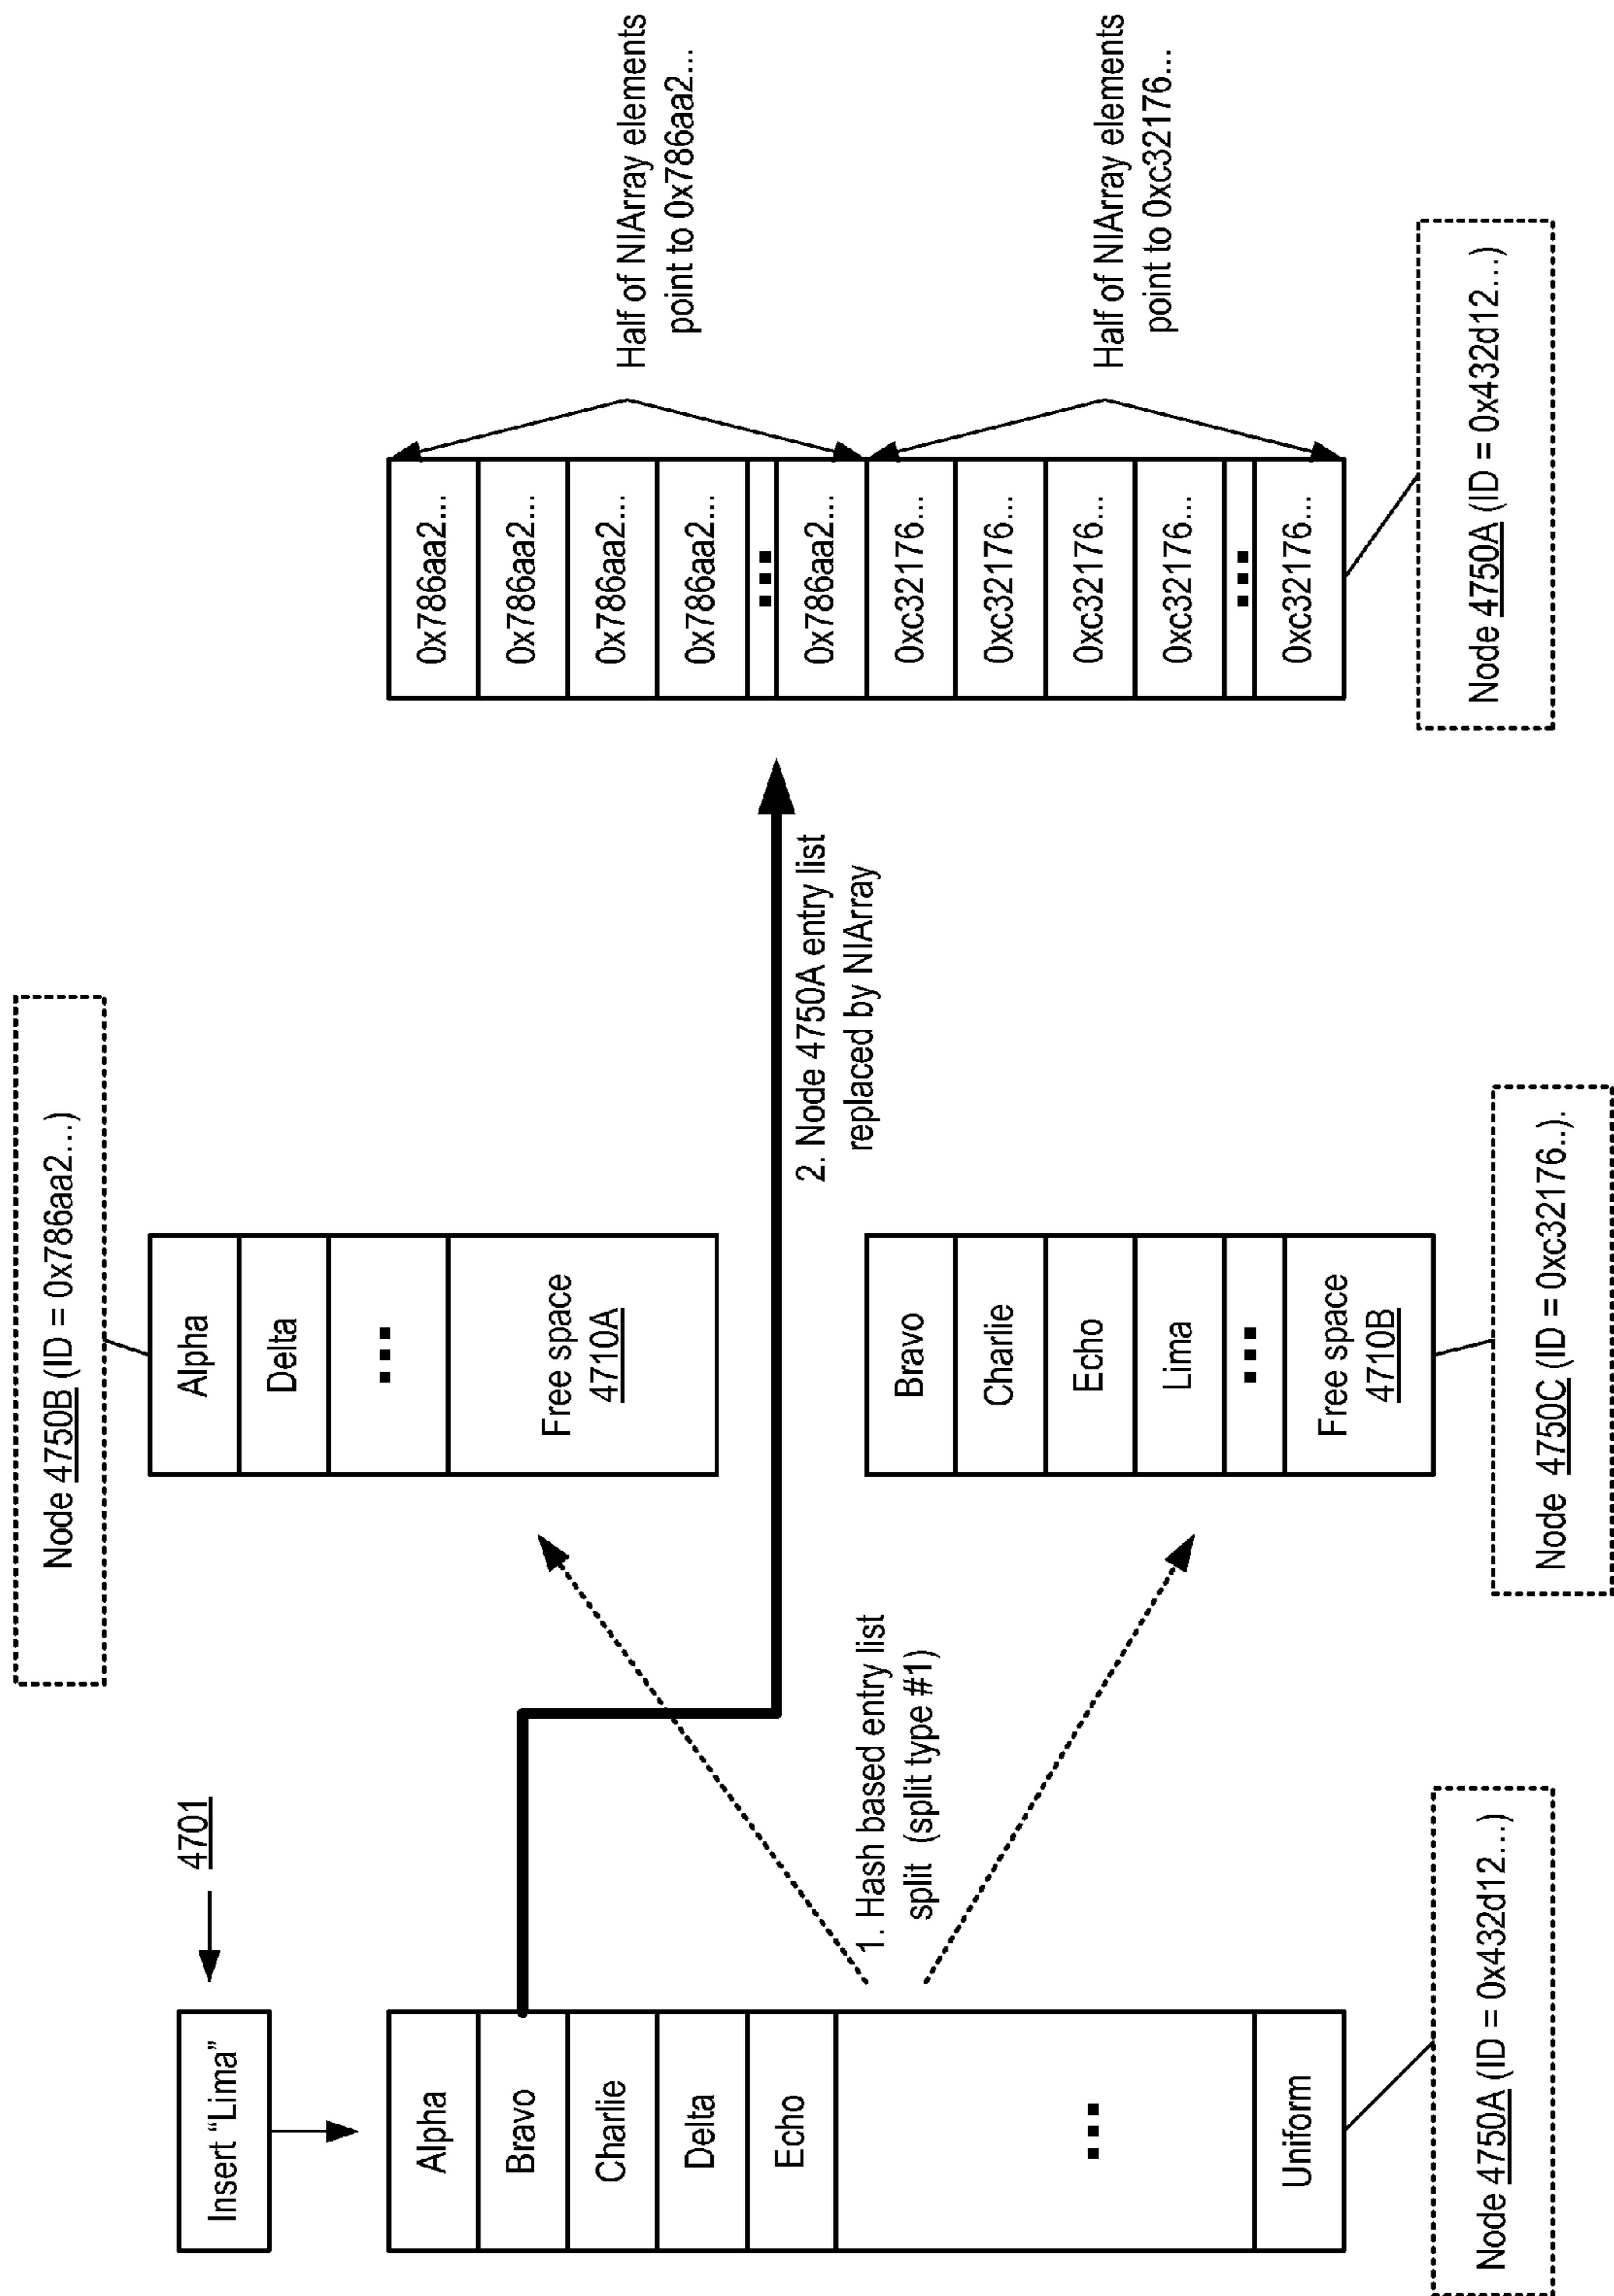 4701
Insert “Lima”
Alpha
Bravo
Charlie
Delta
Echo
...
Uniform
Node 4750A (ID = 0x432d12...)
1. Hash based entry list
split (split type #1)
Node 4750B (ID = 0x786aa2...)
Alpha
Delta
...
Free space
4710A
2. Node 4750A entry list
replaced by NIArray
Bravo
Charlie
Echo
Lima
...
Free space
4710B
Node 4750C (ID = 0xc32176..).
0x786aa2...
0x786aa2...
0x786aa2...
0x786aa2...
...
0x786aa2...
0xc32176...
0xc32176...
0xc32176...
0xc32176...
...
0xc32176...
Half of NIArray elements
point to 0x786aa2...
Half of NIArray elements
point to 0xc32176...
Node 4750A (ID = 0x432d12...)